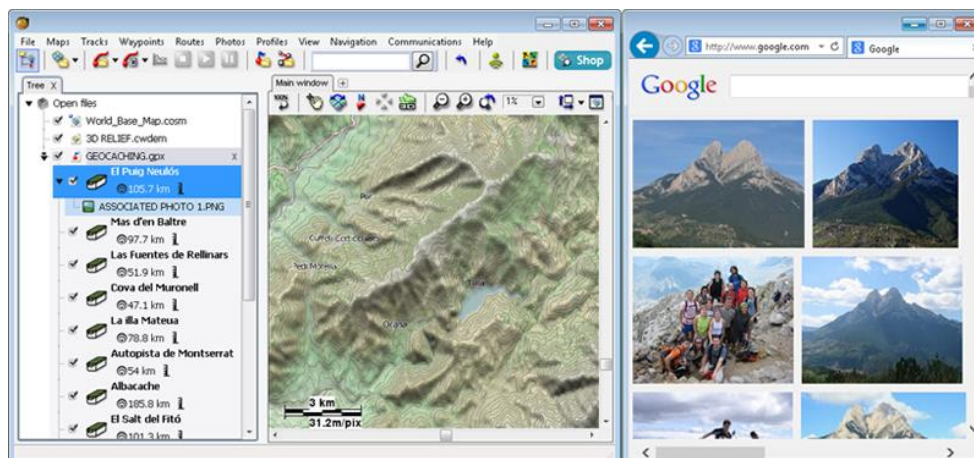 File Maps Tracks Waypoints Routes Photos Profiles View Navigation Communications Help
Shop
Tree X
Open files
World_Base_Map.cosm
3D RELIEF.cwdem
GEOCACHING.gpx x
El Puig Neulós
105.7 km
ASSOCIATED PHOTO 1.PNG
Mas d'en Baltre
97.7 km
Las Fuentes de Rellinars
51.9 km
Cova del Muronell
47.1 km
La illa Mateua
78.8 km
Autopista de Montserrat
54 km
Albacache
185.8 km
El Salt del Fitó
101.3 km
Main window
100%
1%
3 km
31.2m/pix
http://www.google.com
Google
Google